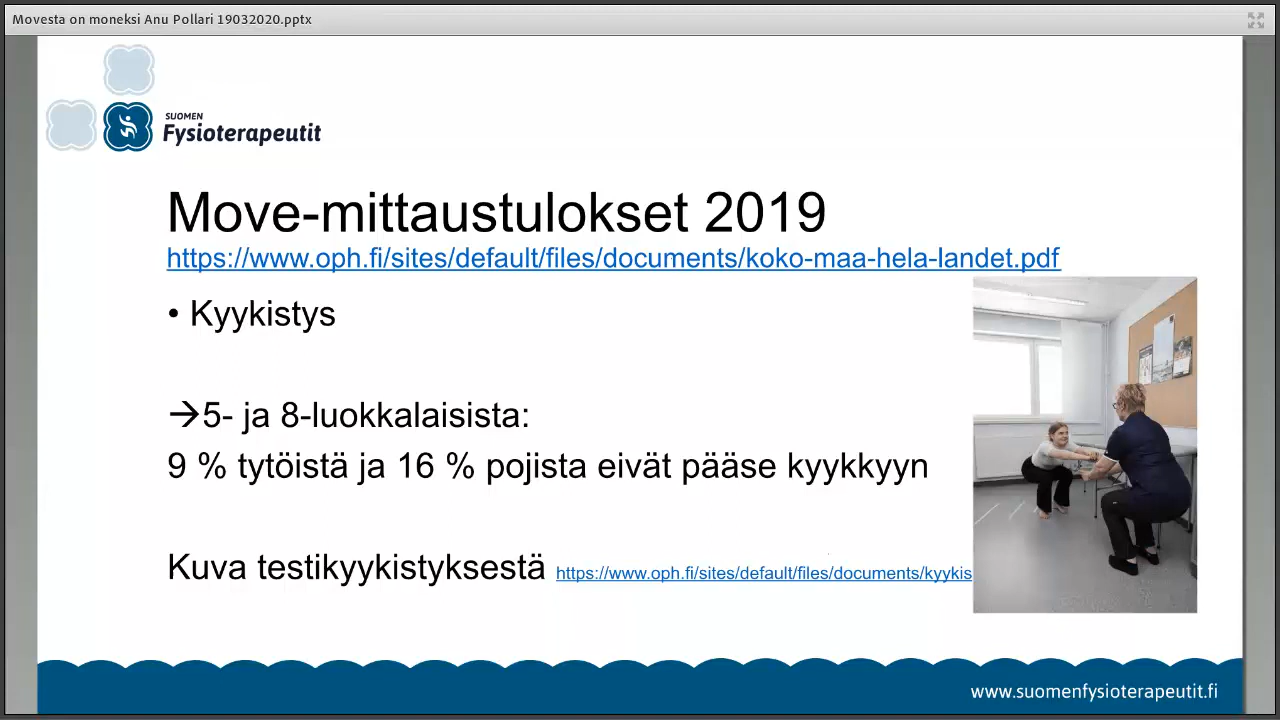 Movesta on moneksi Anu Pollari 19032020.pptx
SUOMEN
Fysioterapeutit
Move-mittaustulokset 2019
https://www.oph.fi/sites/default/files/documents/koko-maa-hela-landet.pdf
• Kyykistys
→5- ja 8-luokkalaisista:
9 % tytöistä ja 16 % pojista eivät pääse kyykkyyn
Kuva testikyykistyksestä https://www.oph.fi/sites/default/files/documents/kyykis
www.suomenfysioterapeutit.fi